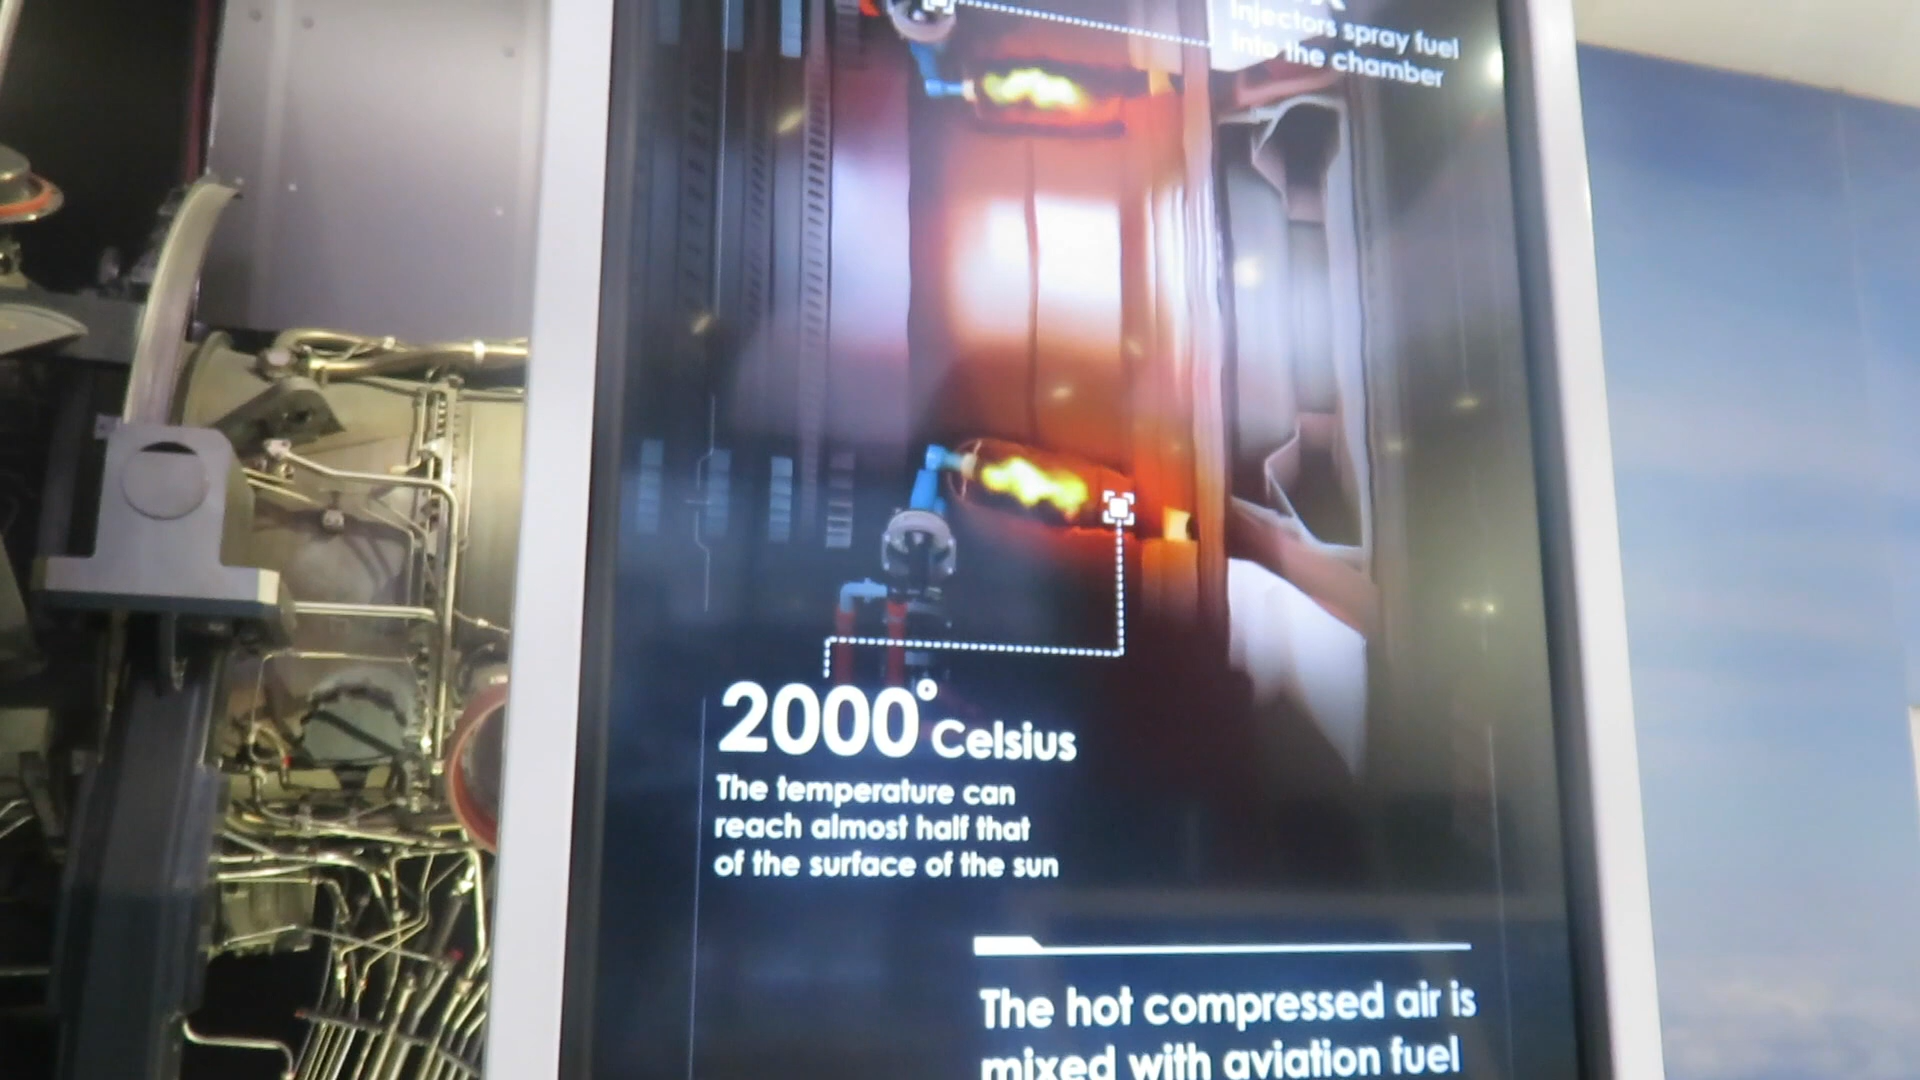 Injectors spray fuel
into the chamber
2000° Celsius
The temperature can
reach almost half that
of the surface of the sun
The hot compressed air is
mixed with aviation fuel